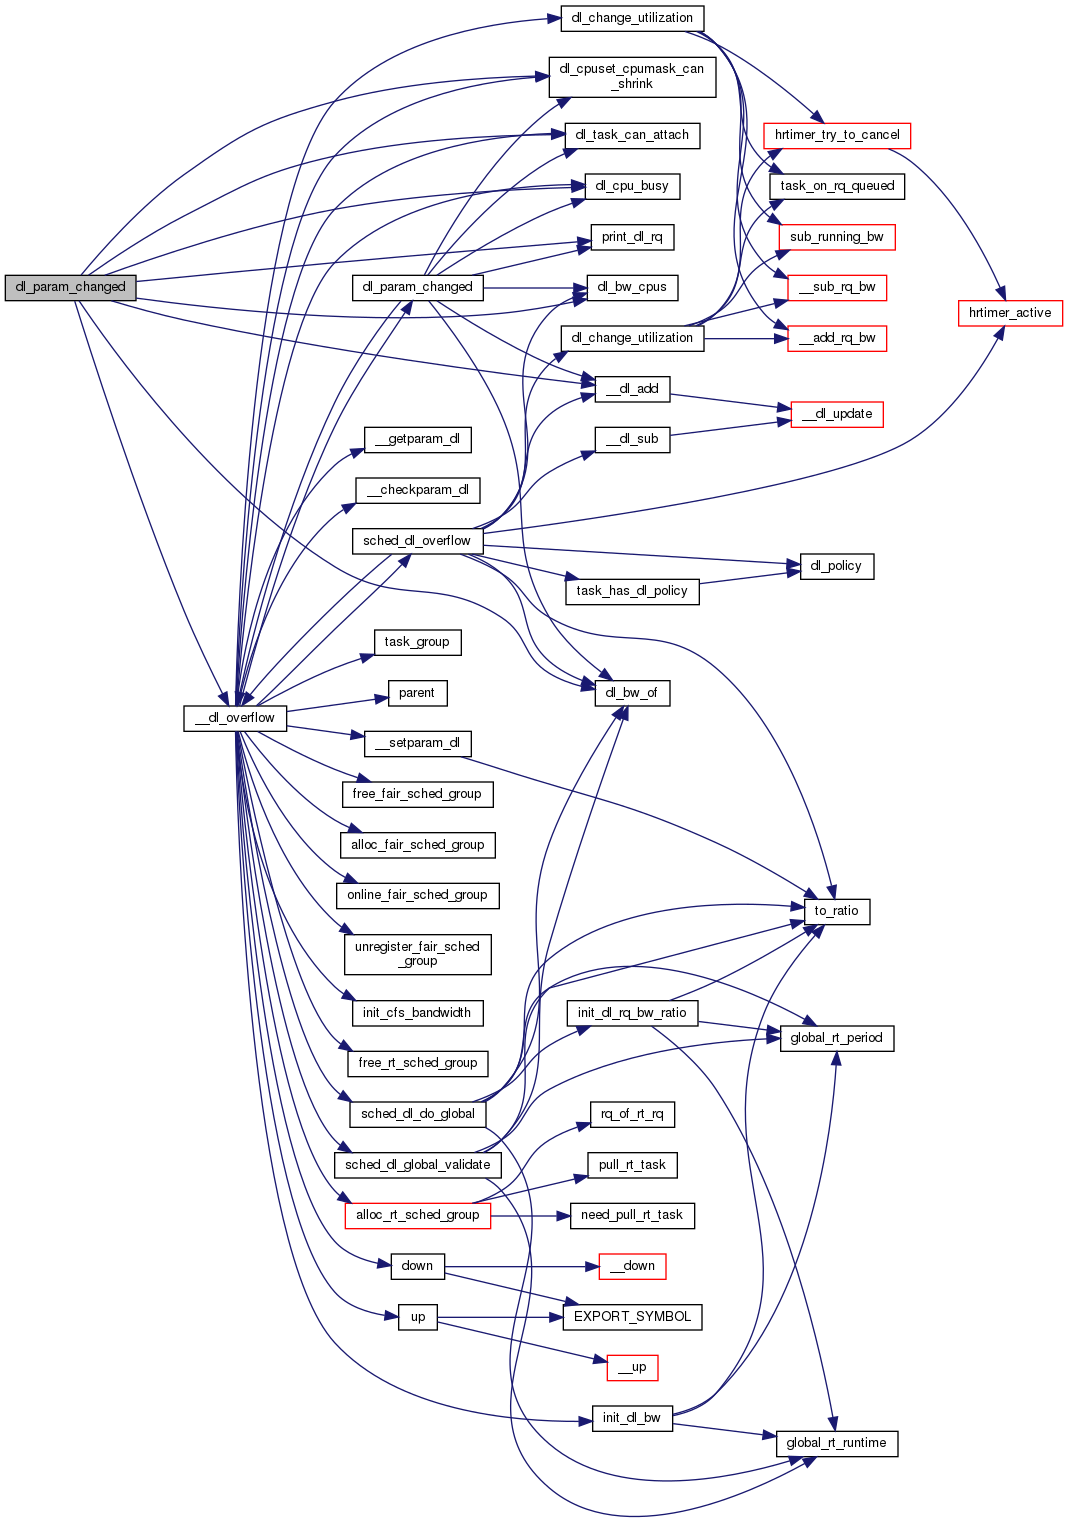 dl_change_utilization
dl_cpuset_cpumask_can
_shrink
dl_task_can_attach
hrtimer_try_to_cancel
dl_cpu_busy
task_on_rq_queued
print_dl_rq
sub_running_bw
dl_param_changed
dl_param_changed
dl_bw_cpus
__sub_rq_bw
hrtimer_active
dl_change_utilization
__add_rq_bw
__dl_add
__dl_update
__getparam_dl
__dl_sub
__checkparam_dl
sched_dl_overflow
dl_policy
task_has_dl_policy
task_group
parent
dl_bw_of
__dl_overflow
__setparam_dl
free_fair_sched_group
alloc_fair_sched_group
online_fair_sched_group
to_ratio
unregister_fair_sched
_group
init_cfs_bandwidth
init_dl_rq_bw_ratio
global_rt_period
free_rt_sched_group
sched_dl_do_global
rq_of_rt_rq
sched_dl_global_validate
pull_rt_task
alloc_rt_sched_group
need_pull_rt_task
down
__down
up
EXPORT_SYMBOL
__up
init_dl_bw
global_rt_runtime